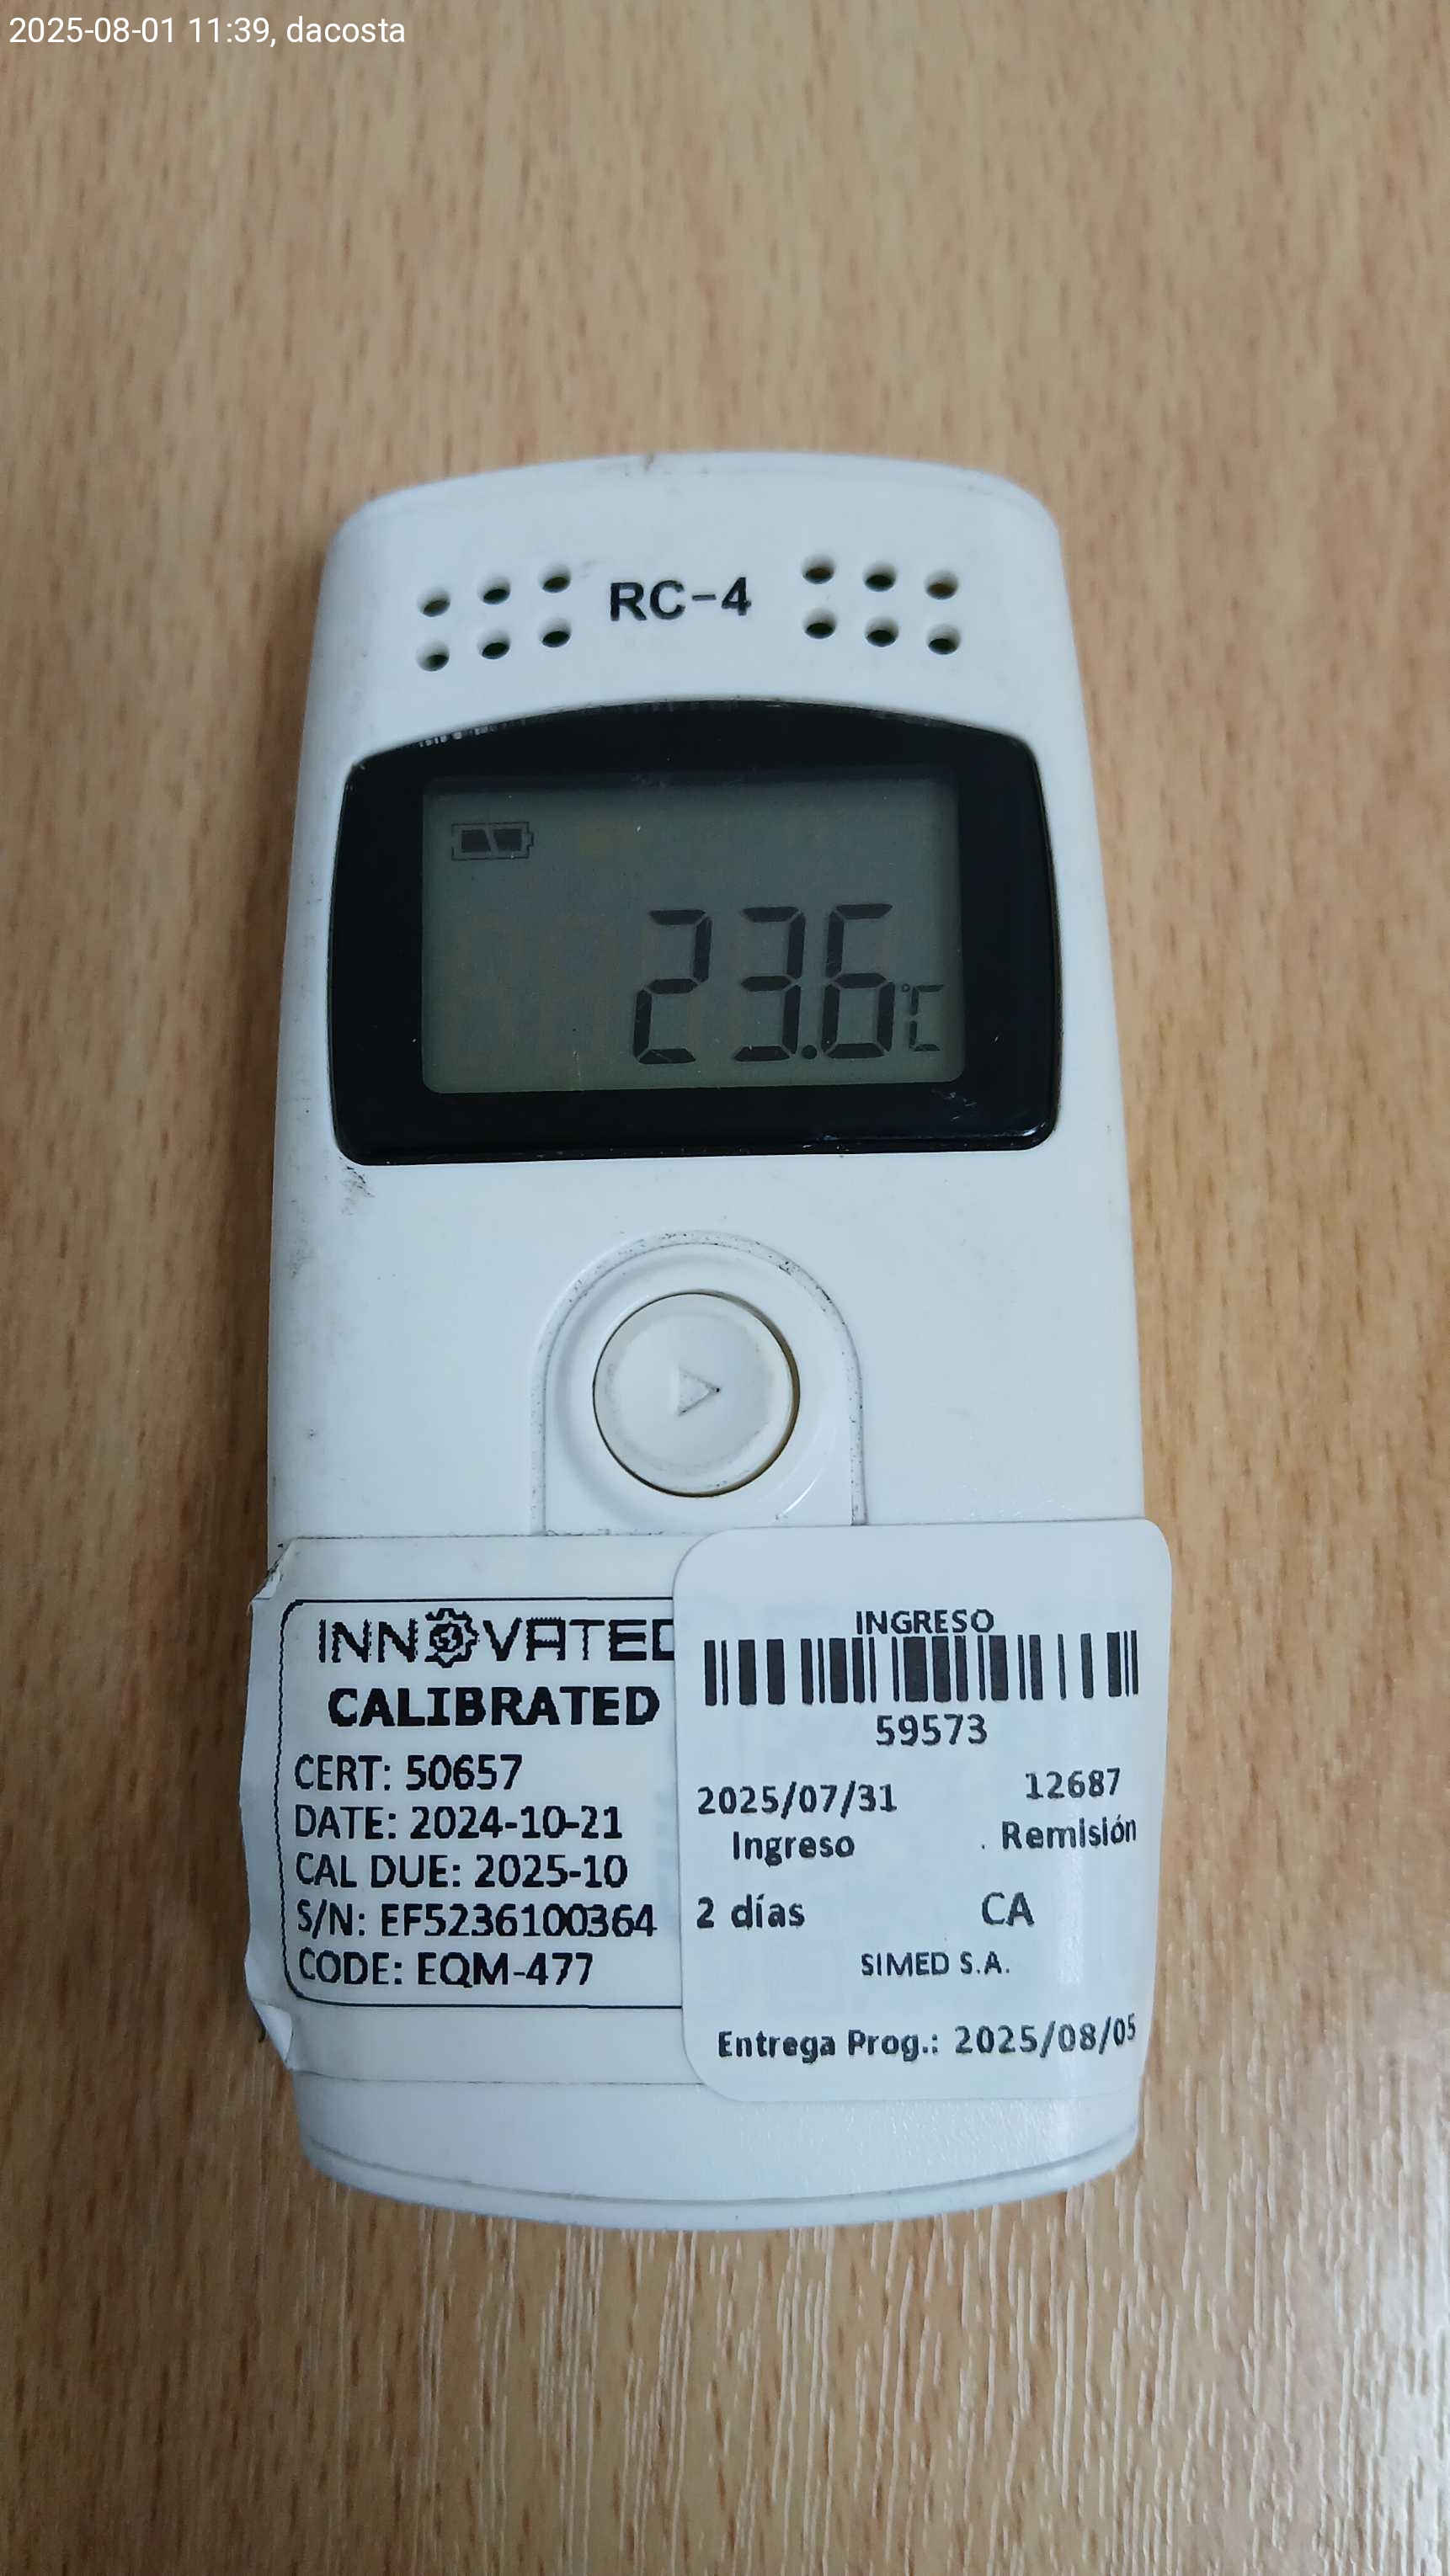 2025-08-01 11:39, dacosta
RC-4
23.6°C
INNOVATED
CALIBRATED
CERT: 50657
DATE: 2024-10-21
CAL DUE: 2025-10
S/N: EF5236100364
CODE: EQM-477
INGRESO
59573
2025/07/31 12687
Ingreso Remisión
2 días CA
SIMED S.A.
Entrega Prog.: 2025/08/05